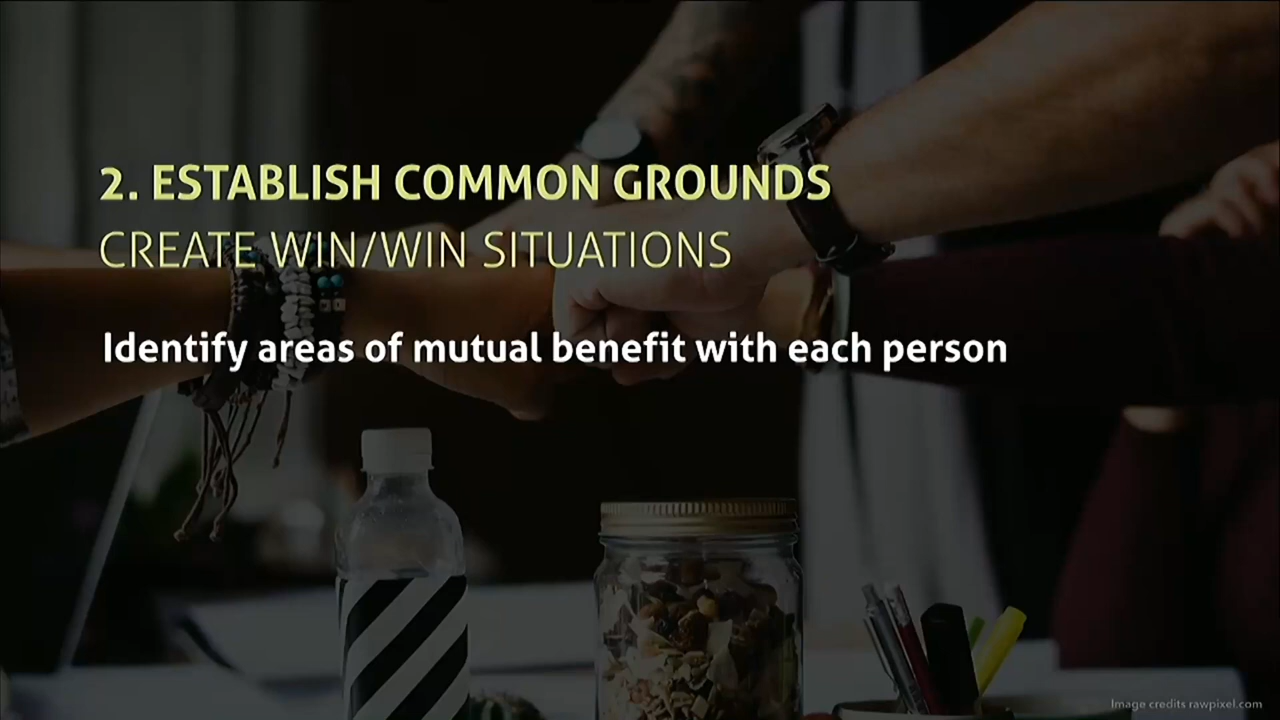 2. ESTABLISH COMMON GROUNDS
CREATE WIN/WIN SITUATIONS
Identify areas of mutual benefit with each person
Image credits rawpixel.com